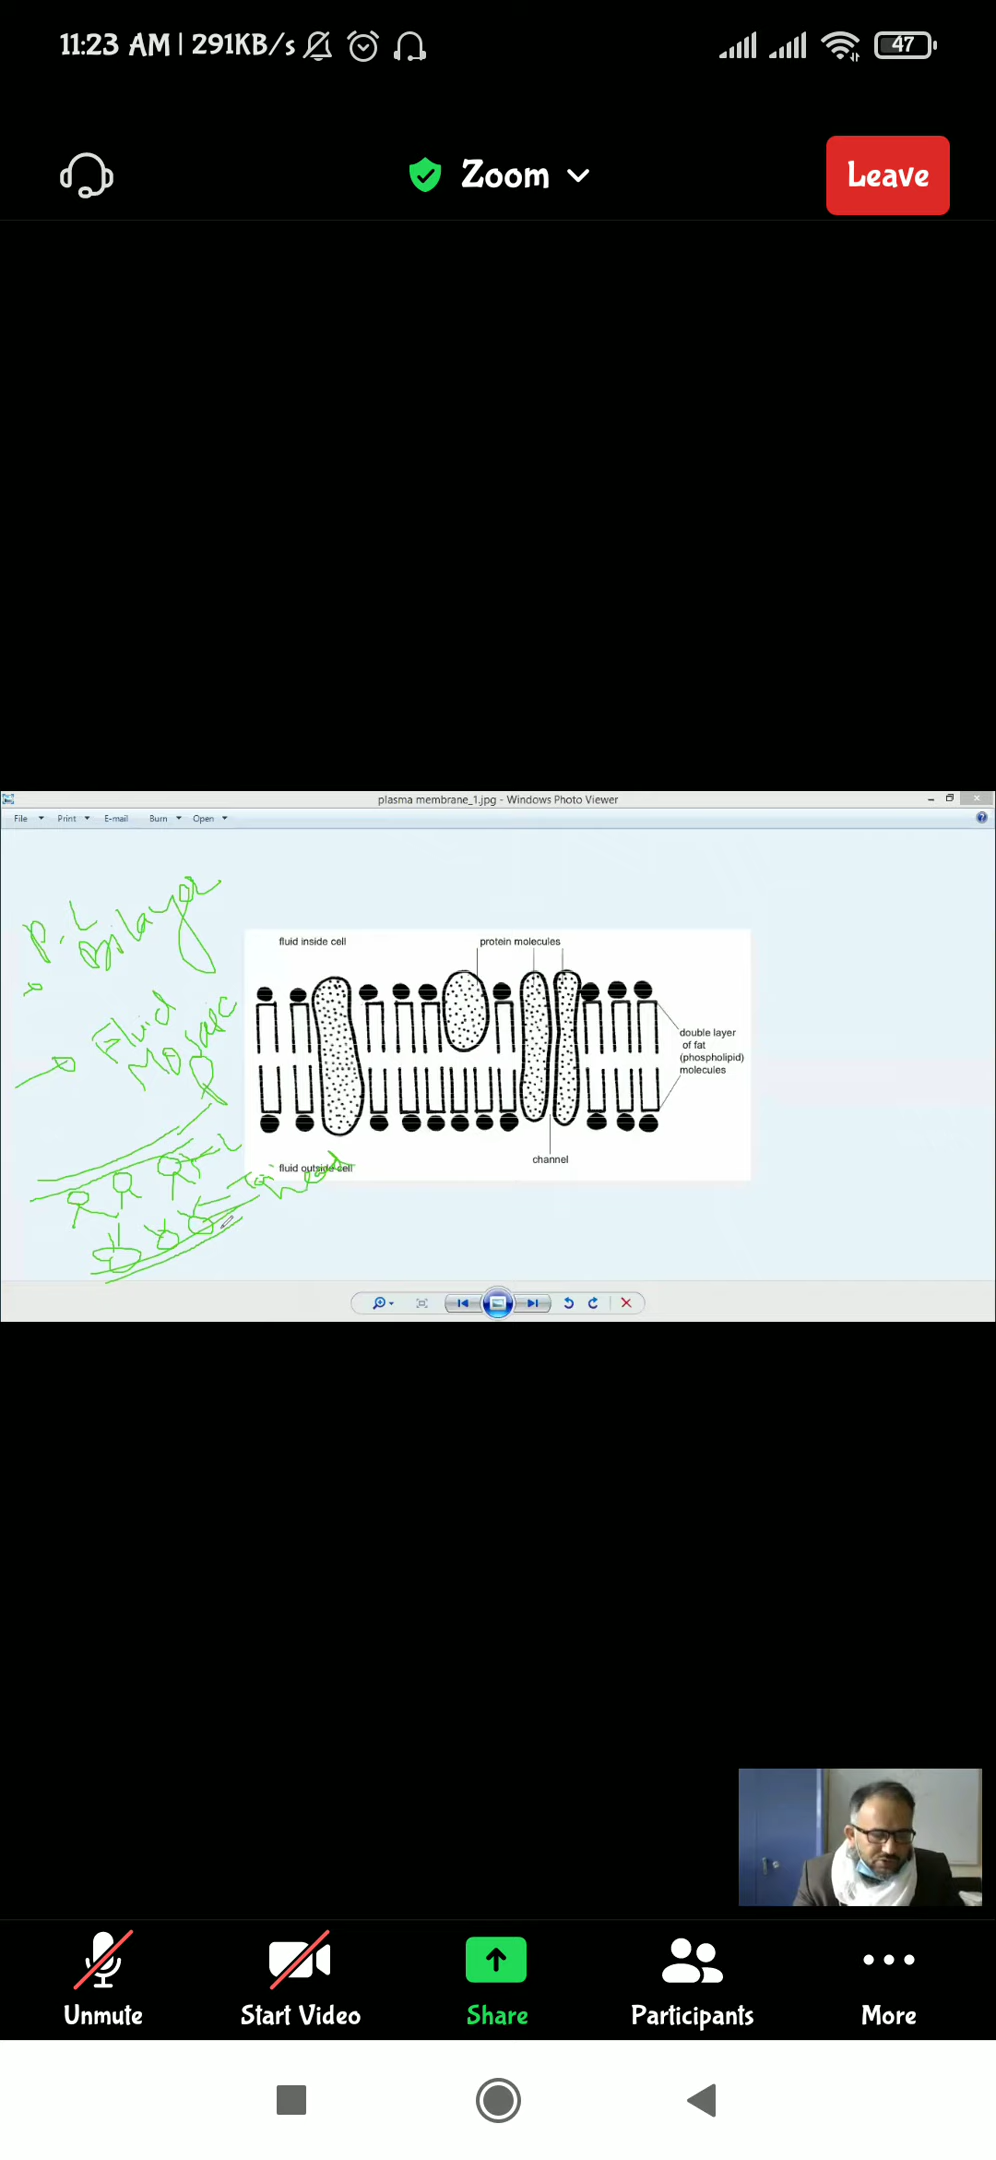 11:23 AM | 291KB/s
47
Zoom
Leave
plasma membrane_1.jpg - Windows Photo Viewer
File Print E-mail Burn Open
P.L
Bilayer
Fluid
Mosaic
fluid inside cell
protein molecules
double layer
of fat
(phospholipid)
molecules
channel
fluid outside cell
head
Unmute
Start Video
Share
Participants
More